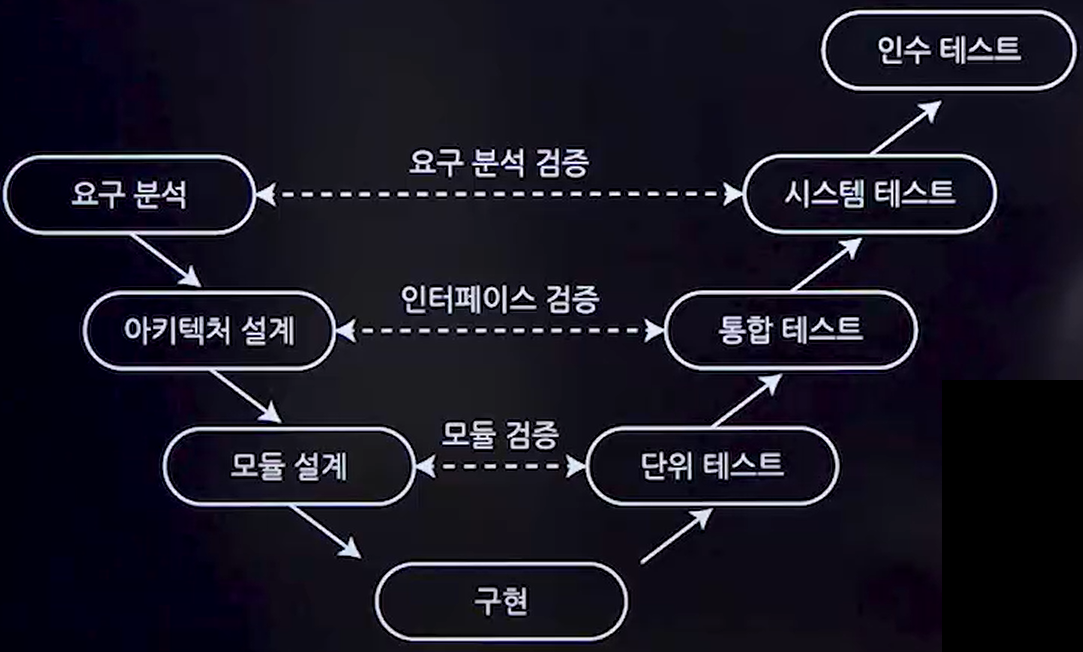 인수 테스트
요구 분석 검증
요구 분석
시스템 테스트
인터페이스 검증
아키텍처 설계
통합 테스트
모듈 검증
모듈 설계
단위 테스트
구현